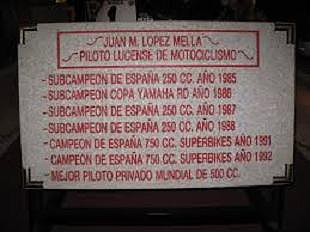 JUAN M. LOPEZ MELLA
PILOTO LUCENSE DE MOTOCICLISMO
- SUBCAMPEON DE ESPAÑA 250 CC. AÑO 1985
- SUBCAMPEON COPA YAMAHA RD AÑO 1986
- SUBCAMPEON DE ESPAÑA 250 CC. AÑO 1987
- SUBCAMPEON DE ESPAÑA 250 CC. AÑO 1988
- CAMPEON DE ESPAÑA 750 CC. SUPERBIKES AÑO 1991
- CAMPEON DE ESPAÑA 750 CC. SUPERBIKES AÑO 1992
- MEJOR PILOTO PRIVADO MUNDIAL DE 500 CC.